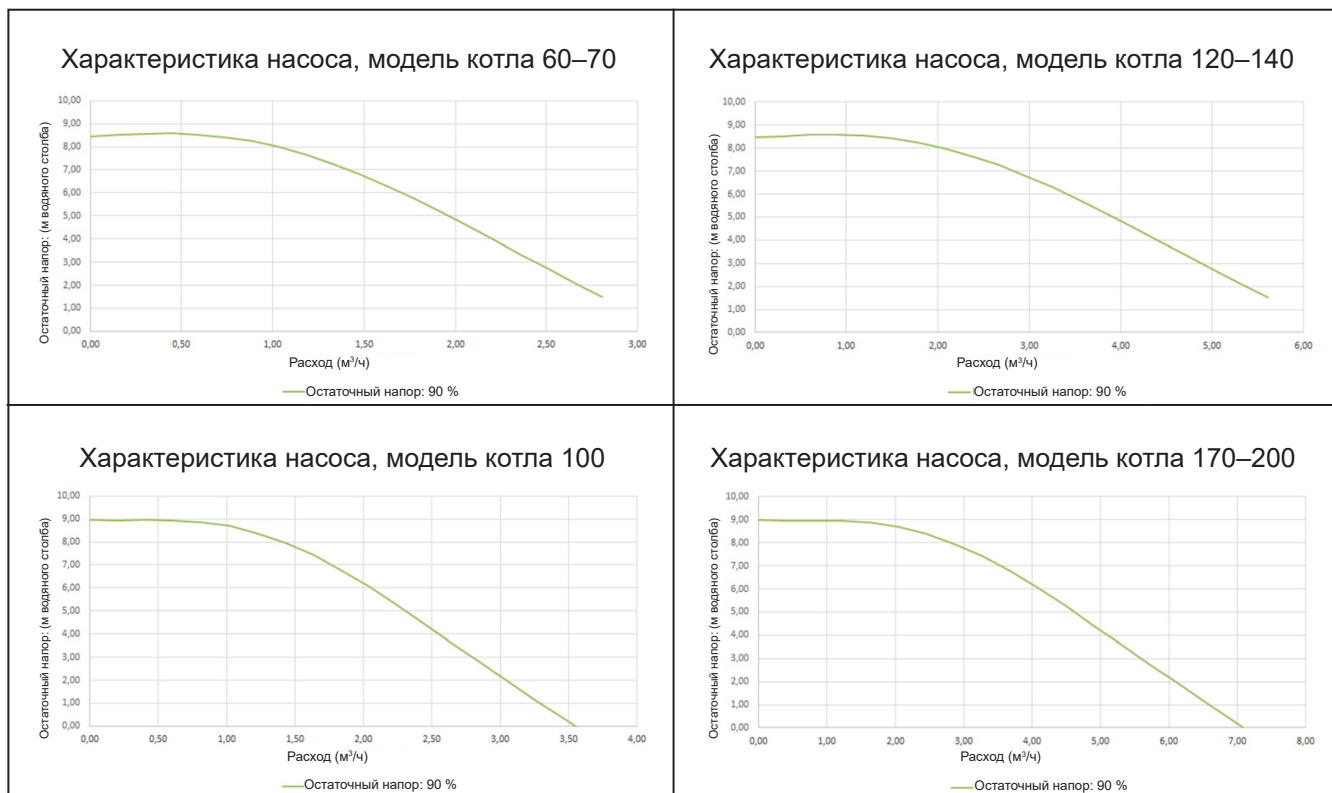 Характеристика насоса, модель котла 60–70
Остаточный напор: (м водяного столба)
10,00
9,00
8,00
7,00
6,00
5,00
4,00
3,00
2,00
1,00
0,00
0,00 0,50 1,00 1,50 2,00 2,50 3,00
Расход (м³/ч)
Остаточный напор: 90 %
Характеристика насоса, модель котла 120–140
Остаточный напор: (м водяного столба)
10,00
9,00
8,00
7,00
6,00
5,00
4,00
3,00
2,00
1,00
0,00
0,00 1,00 2,00 3,00 4,00 5,00 6,00
Расход (м³/ч)
Остаточный напор: 90 %
Характеристика насоса, модель котла 100
Остаточный напор: (м водяного столба)
10,00
9,00
8,00
7,00
6,00
5,00
4,00
3,00
2,00
1,00
0,00
0,00 0,50 1,00 1,50 2,00 2,50 3,00 3,50 4,00
Расход (м³/ч)
Остаточный напор: 90 %
Характеристика насоса, модель котла 170–200
Остаточный напор: (м водяного столба)
10,00
9,00
8,00
7,00
6,00
5,00
4,00
3,00
2,00
1,00
0,00
0,00 1,00 2,00 3,00 4,00 5,00 6,00 7,00 8,00
Расход (м³/ч)
Остаточный напор: 90 %